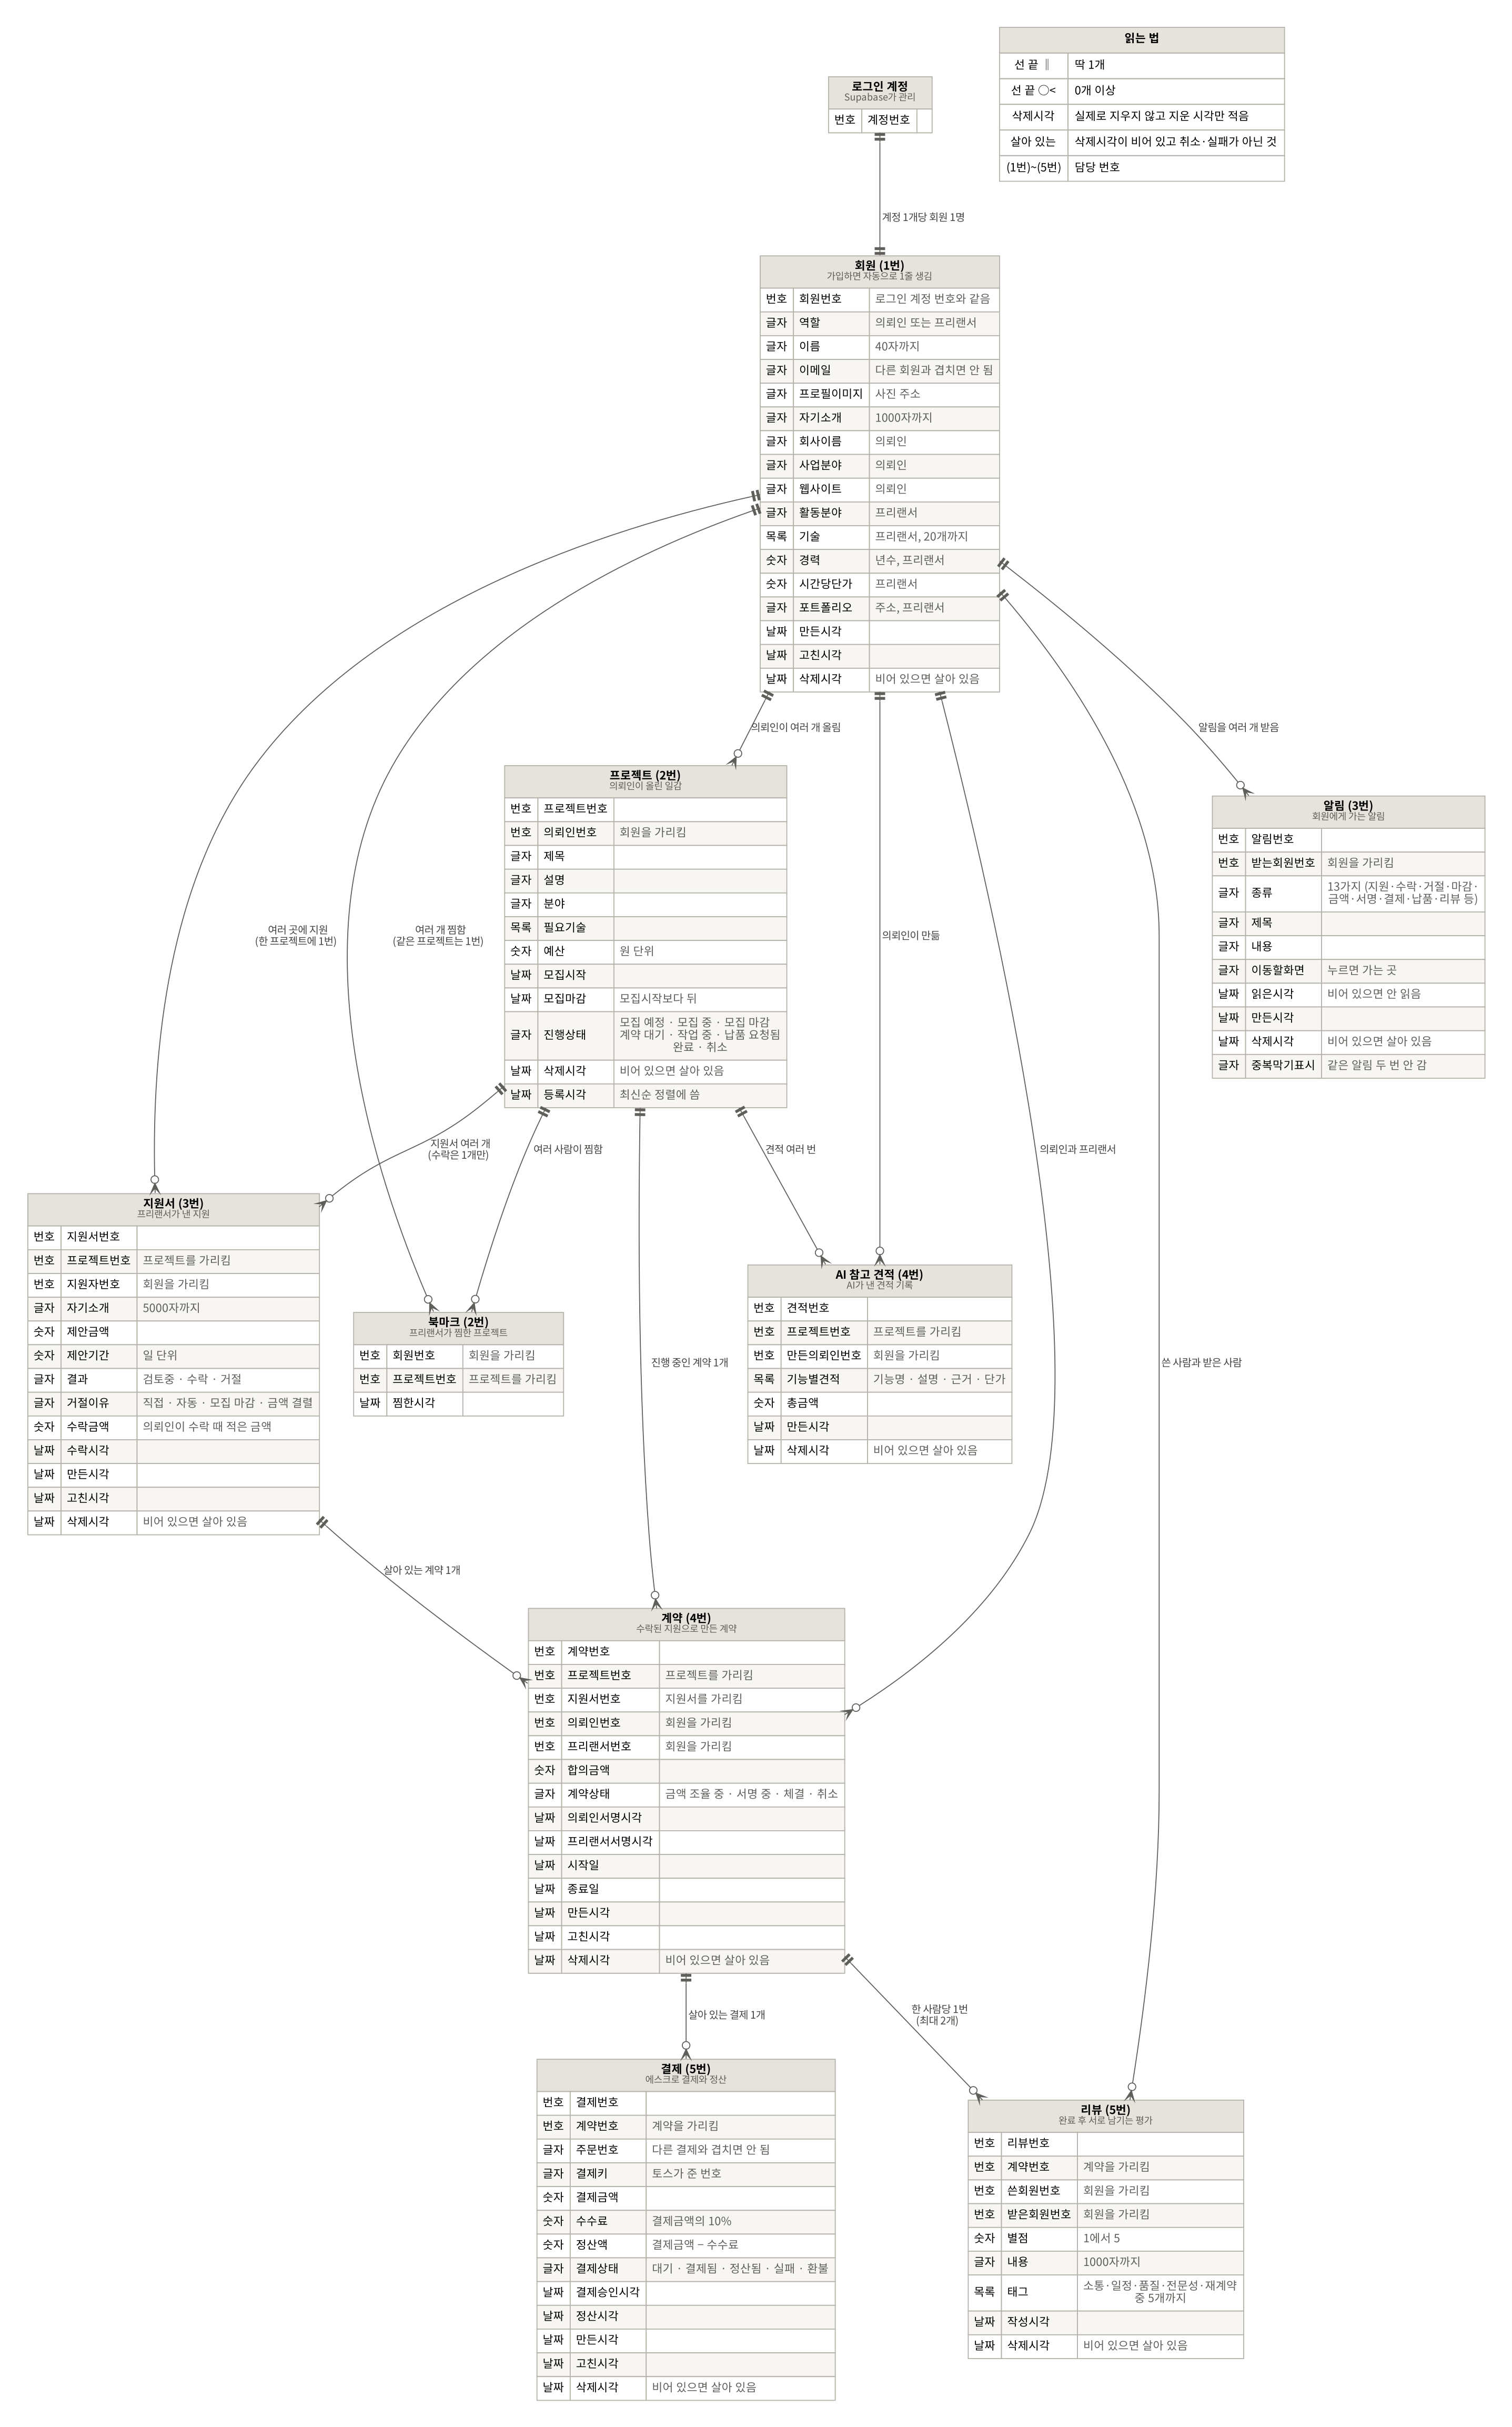 읽는 법
선 끝 ∥ 딱 1개
선 끝 ○< 0개 이상
삭제시각 실제로 지우지 않고 지운 시각만 적음
살아 있는 삭제시각이 비어 있고 취소·실패가 아닌 것
(1번)~(5번) 담당 번호
로그인 계정
Supabase가 관리
번호 계정번호
계정 1개당 회원 1명
회원 (1번)
가입하면 자동으로 1줄 생김
번호 회원번호 로그인 계정 번호와 같음
글자 역할 의뢰인 또는 프리랜서
글자 이름 40자까지
글자 이메일 다른 회원과 겹치면 안 됨
글자 프로필이미지 사진 주소
글자 자기소개 1000자까지
글자 회사이름 의뢰인
글자 사업분야 의뢰인
글자 웹사이트 의뢰인
글자 활동분야 프리랜서
목록 기술 프리랜서, 20개까지
숫자 경력 년수, 프리랜서
숫자 시간당단가 프리랜서
글자 포트폴리오 주소, 프리랜서
날짜 만든시각
날짜 고친시각
날짜 삭제시각 비어 있으면 살아 있음
의뢰인이 여러 개 올림
알림을 여러 개 받음
프로젝트 (2번)
의뢰인이 올린 일감
번호 프로젝트번호
번호 의뢰인번호 회원을 가리킴
글자 제목
글자 설명
글자 분야
목록 필요기술
숫자 예산 원 단위
날짜 모집시작
날짜 모집마감 모집시작보다 뒤
글자 진행상태 모집 예정 · 모집 중 · 모집 마감
계약 대기 · 작업 중 · 납품 요청됨
완료 · 취소
날짜 삭제시각 비어 있으면 살아 있음
날짜 등록시각 최신순 정렬에 씀
알림 (3번)
회원에게 가는 알림
번호 알림번호
번호 받는회원번호 회원을 가리킴
글자 종류 13가지 (지원·수락·거절·마감·
금액·서명·결제·납품·리뷰 등)
글자 제목
글자 내용
글자 이동할화면 누르면 가는 곳
날짜 읽은시각 비어 있으면 안 읽음
날짜 만든시각
날짜 삭제시각 비어 있으면 살아 있음
글자 중복막기표시 같은 알림 두 번 안 감
여러 곳에 지원
(한 프로젝트에 1번)
여러 개 찜함
(같은 프로젝트는 1번)
의뢰인이 만듦
지원서 여러 개
(수락은 1개만)
여러 사람이 찜함
견적 여러 번
의뢰인과 프리랜서
지원서 (3번)
프리랜서가 낸 지원
번호 지원서번호
번호 프로젝트번호 프로젝트를 가리킴
번호 지원자번호 회원을 가리킴
글자 자기소개 5000자까지
숫자 제안금액
숫자 제안기간 일 단위
글자 결과 검토중 · 수락 · 거절
글자 거절이유 직접 · 자동 · 모집 마감 · 금액 결렬
숫자 수락금액 의뢰인이 수락 때 적은 금액
날짜 수락시각
날짜 만든시각
날짜 고친시각
날짜 삭제시각 비어 있으면 살아 있음
북마크 (2번)
프리랜서가 찜한 프로젝트
번호 회원번호 회원을 가리킴
번호 프로젝트번호 프로젝트를 가리킴
날짜 찜한시각
AI 참고 견적 (4번)
AI가 낸 견적 기록
번호 견적번호
번호 프로젝트번호 프로젝트를 가리킴
번호 만든의뢰인번호 회원을 가리킴
목록 기능별견적 기능명 · 설명 · 근거 · 단가
숫자 총금액
날짜 만든시각
날짜 삭제시각 비어 있으면 살아 있음
진행 중인 계약 1개
쓴 사람과 받은 사람
살아 있는 계약 1개
계약 (4번)
수락된 지원으로 만든 계약
번호 계약번호
번호 프로젝트번호 프로젝트를 가리킴
번호 지원서번호 지원서를 가리킴
번호 의뢰인번호 회원을 가리킴
번호 프리랜서번호 회원을 가리킴
숫자 합의금액
글자 계약상태 금액 조율 중 · 서명 중 · 체결 · 취소
날짜 의뢰인서명시각
날짜 프리랜서서명시각
날짜 시작일
날짜 종료일
날짜 만든시각
날짜 고친시각
날짜 삭제시각 비어 있으면 살아 있음
살아 있는 결제 1개
한 사람당 1번
(최대 2개)
결제 (5번)
에스크로 결제와 정산
번호 결제번호
번호 계약번호 계약을 가리킴
글자 주문번호 다른 결제와 겹치면 안 됨
글자 결제키 토스가 준 번호
숫자 결제금액
숫자 수수료 결제금액의 10%
숫자 정산액 결제금액 − 수수료
글자 결제상태 대기 · 결제됨 · 정산됨 · 실패 · 환불
날짜 결제승인시각
날짜 정산시각
날짜 만든시각
날짜 고친시각
날짜 삭제시각 비어 있으면 살아 있음
리뷰 (5번)
완료 후 서로 남기는 평가
번호 리뷰번호
번호 계약번호 계약을 가리킴
번호 쓴회원번호 회원을 가리킴
번호 받은회원번호 회원을 가리킴
숫자 별점 1에서 5
글자 내용 1000자까지
목록 태그 소통·일정·품질·전문성·재계약
중 5개까지
날짜 작성시각
날짜 삭제시각 비어 있으면 살아 있음